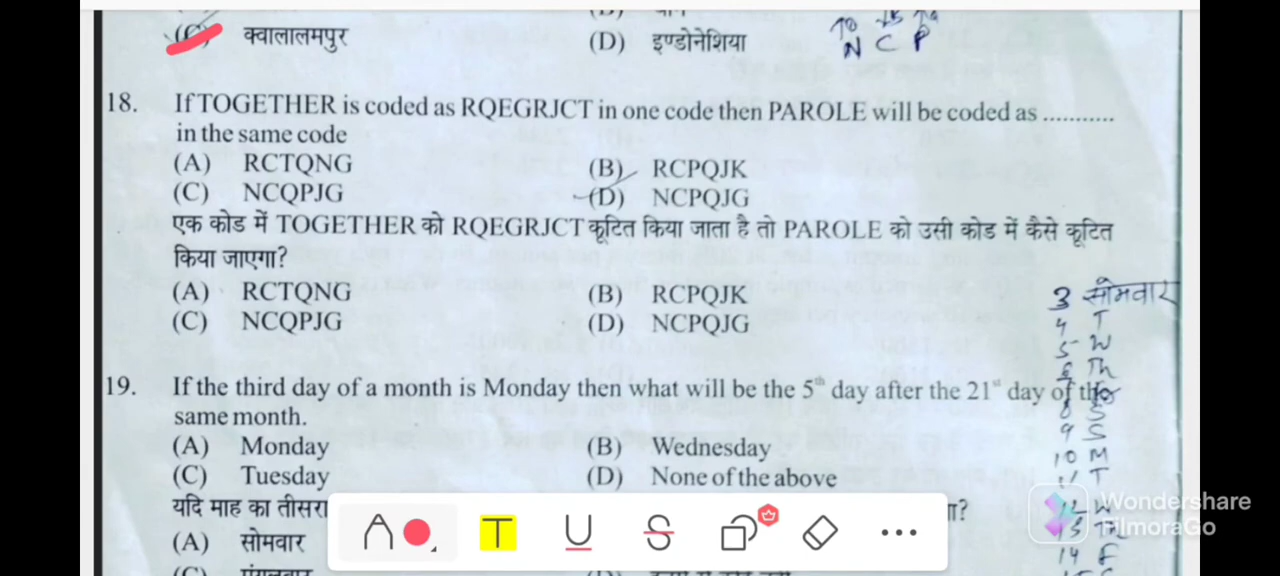 (C) क्वालालमपुर (D) इण्डोनेशिया
N C P
18. If TOGETHER is coded as RQEGRJCT in one code then PAROLE will be coded as ............
in the same code
(A) RCTQNG (B) RCPQJK
(C) NCQPJG (D) NCPQJG
एक कोड में TOGETHER को RQEGRJCT कूटित किया जाता है तो PAROLE को उसी कोड में कैसे कूटित
किया जाएगा?
(A) RCTQNG (B) RCPQJK
(C) NCQPJG (D) NCPQJG
3 सोमवार
4 T
5 W
6 Th
19. If the third day of a month is Monday then what will be the 5th day after the 21st day of the
8 S
same month.
9 S
(A) Monday (B) Wednesday
10 M
(C) Tuesday (D) None of the above
11 T
यदि माह का तीसरा
(A) सोमवार
14 F
Wondershare
FilmoraGo
A T U S